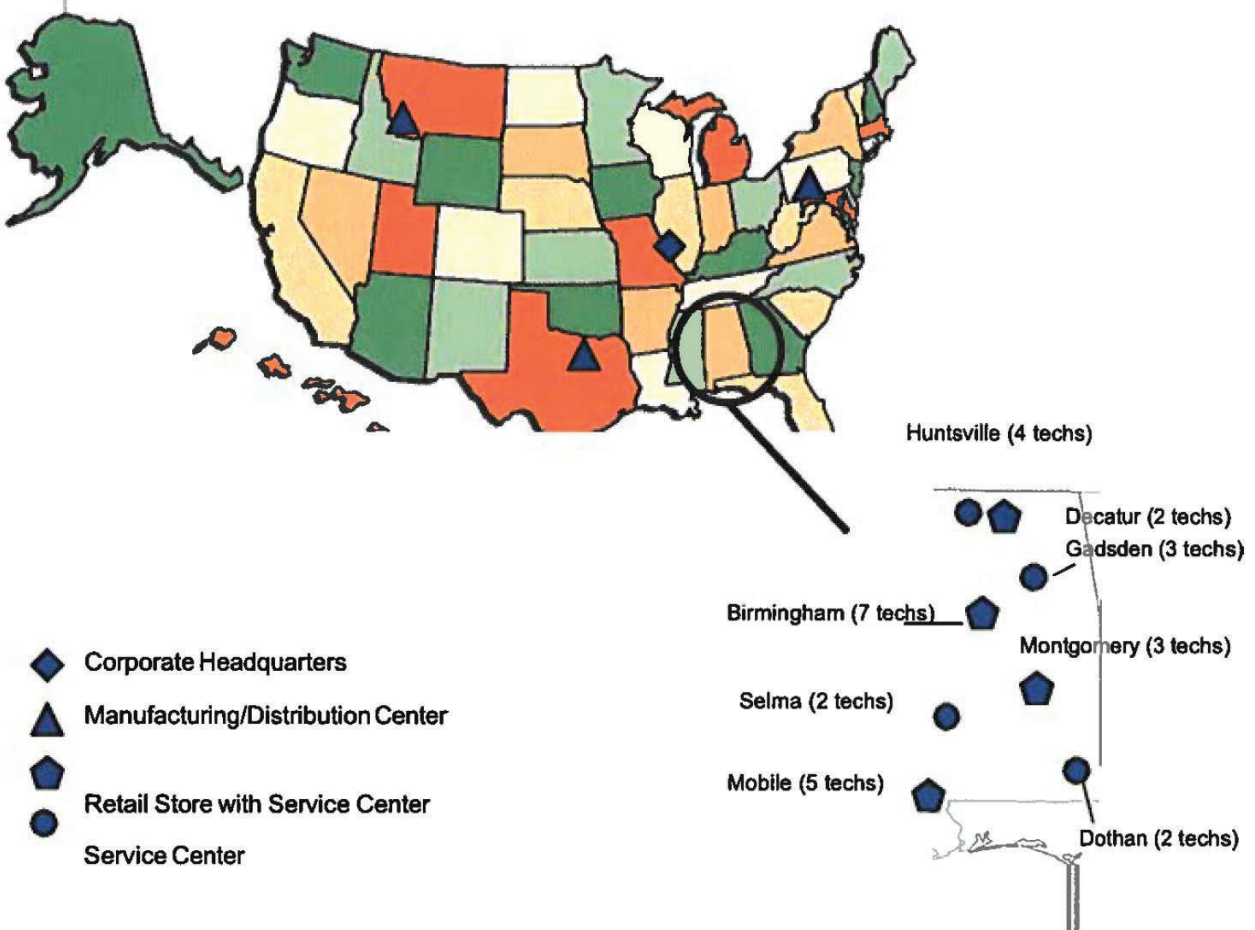 Huntsville (4 techs)
Decatur (2 techs)
Gadsden (3 techs)
Birmingham (7 techs)
Montgomery (3 techs)
Selma (2 techs)
Mobile (5 techs)
Dothan (2 techs)
Corporate Headquarters
Manufacturing/Distribution Center
Retail Store with Service Center
Service Center